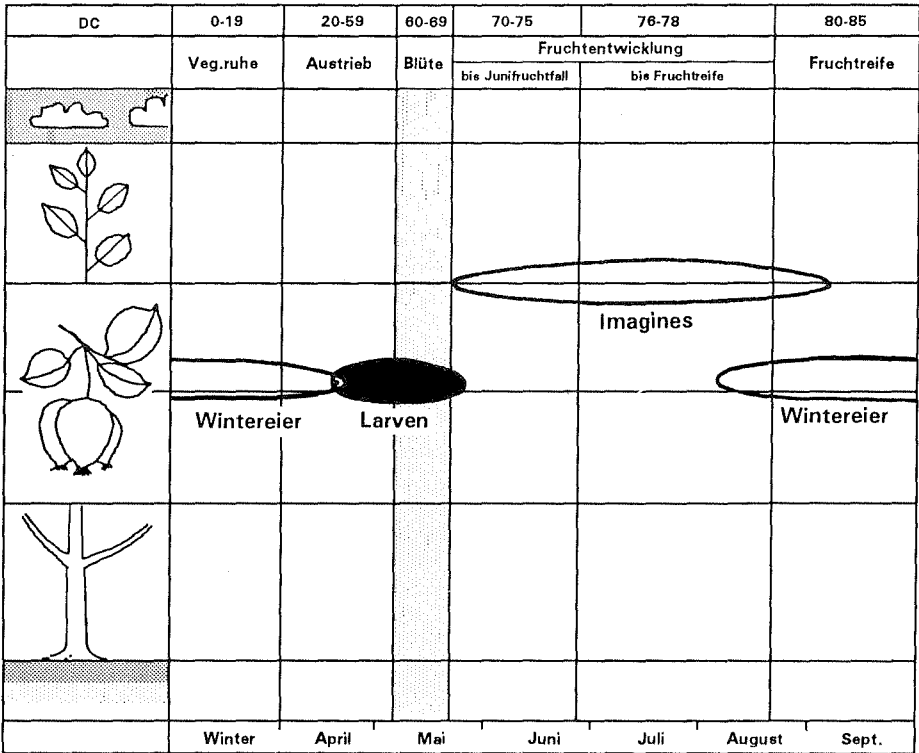 DC 0-19 20-59 60-69 70-75 76-78 80-85
Fruchtentwicklung
Veg.ruhe Austrieb Blüte Fruchtreife
bis Junifruchtfall bis Fruchtreife
Imagines
Wintereier Larven Wintereier
Winter April Mai Juni Juli August Sept.